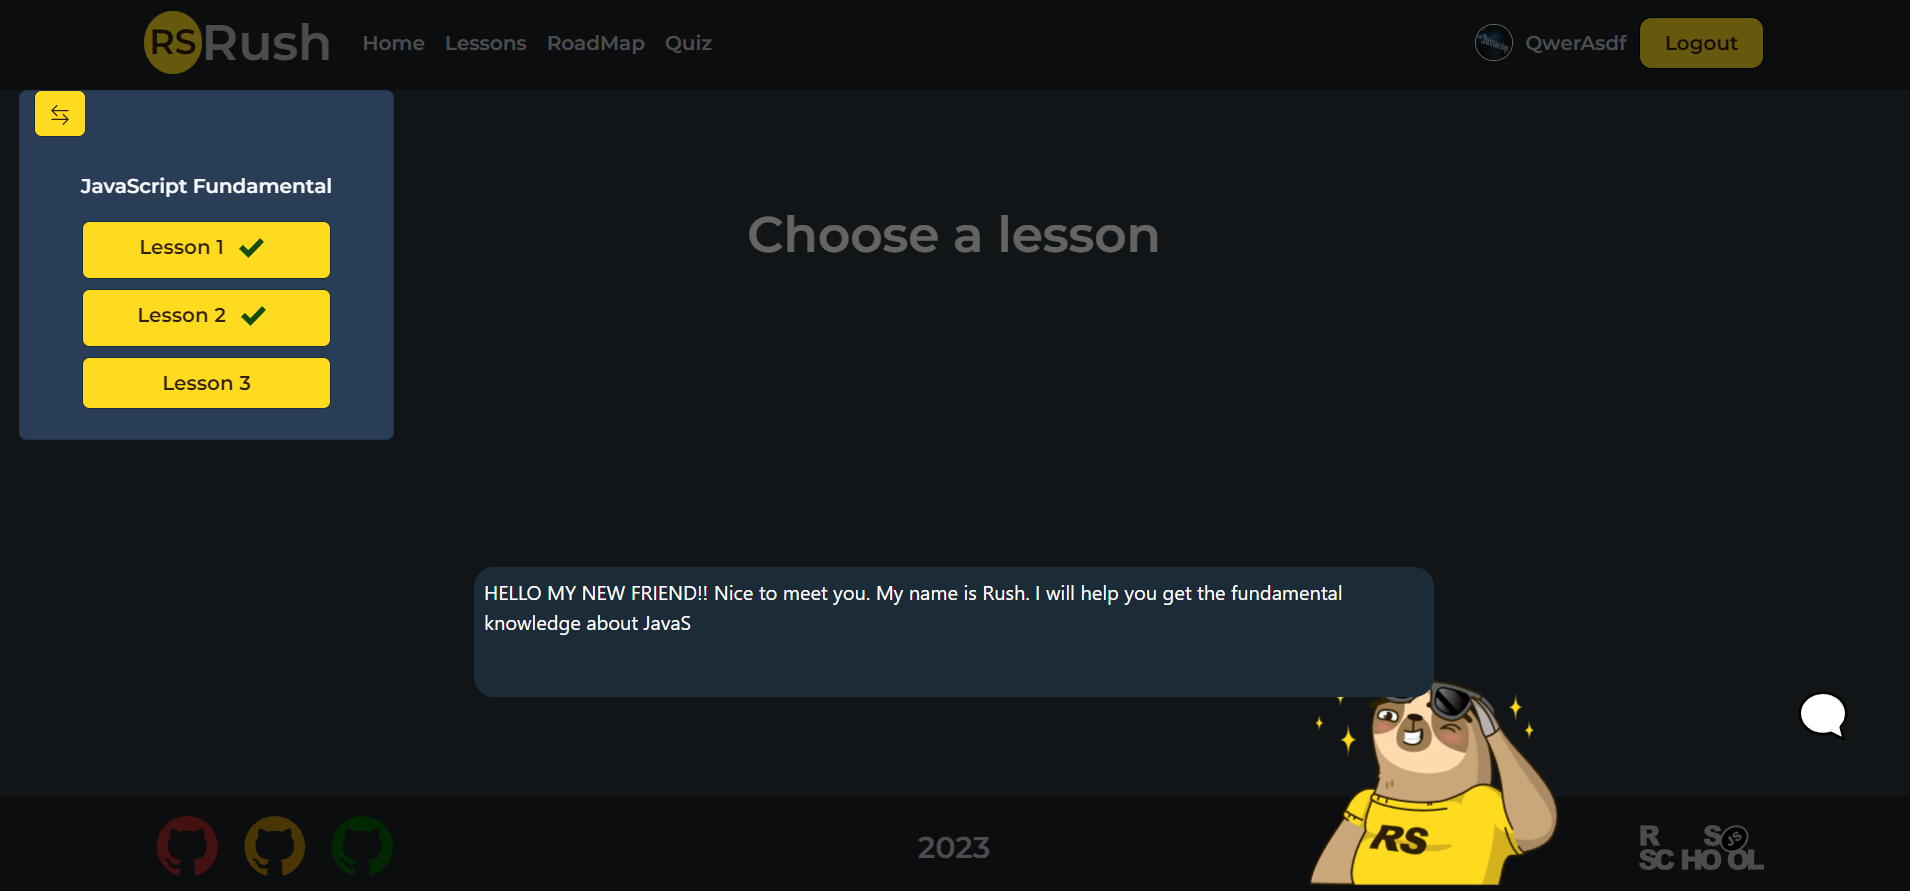 RS Rush
Home Lessons RoadMap Quiz
QwerAsdf Logout
JavaScript Fundamental
Lesson 1
Lesson 2
Lesson 3
Choose a lesson
HELLO MY NEW FRIEND!! Nice to meet you. My name is Rush. I will help you get the fundamental
knowledge about JavaS
RS
2023
R S JS
SCHOOL